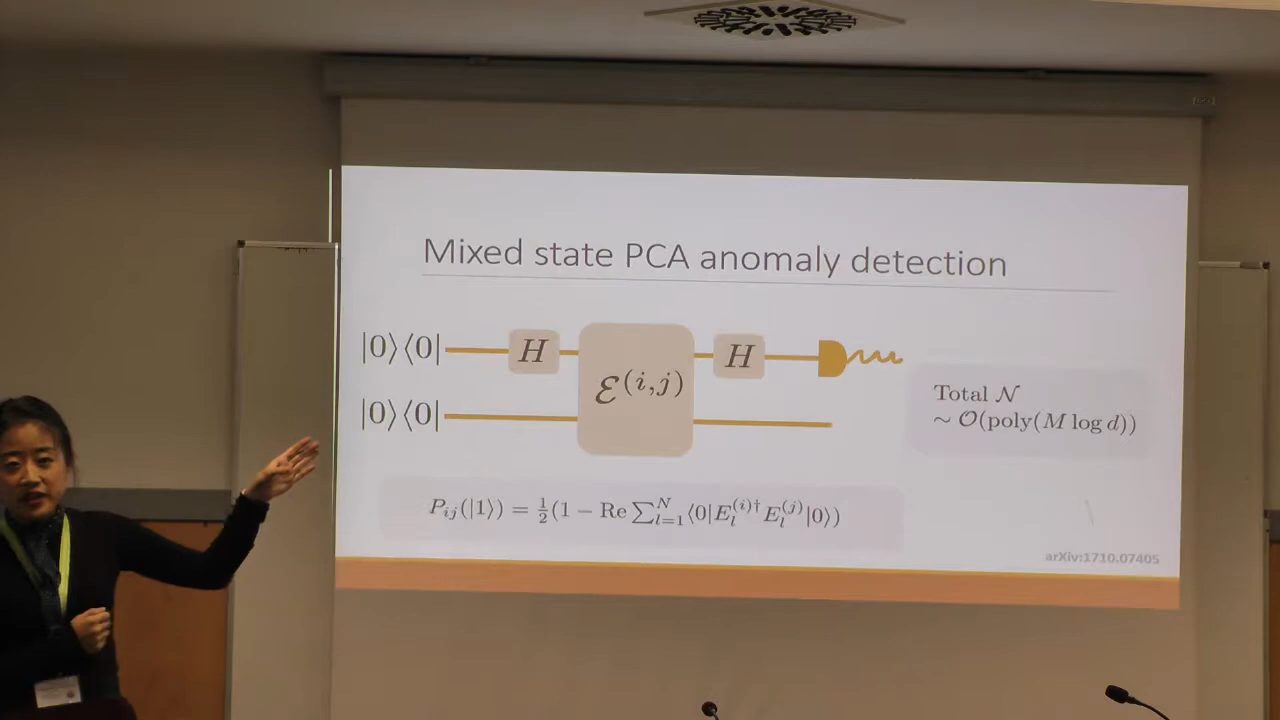 Mixed state PCA anomaly detection
|0⟩⟨0| H ℰ^(i,j) H
|0⟩⟨0|
Total 𝒩
∼ 𝒪(poly(M log d))
P_ij(|1⟩) = ½(1 − Re ∑_{l=1}^{N} ⟨0|E_l^{(i)†} E_l^{(j)}|0⟩)
arXiv:1710.07405